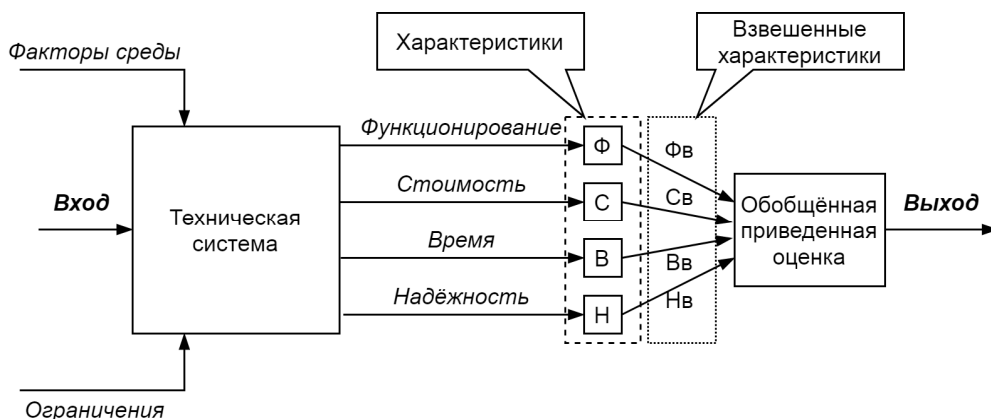 Факторы среды
Характеристики
Взвешенные
характеристики
Функционирование
Ф
Фв
Стоимость
С
Св
Вход
Техническая
система
Обобщённая
приведенная
оценка
Выход
Время
В
Вв
Надёжность
Н
Нв
Ограничения